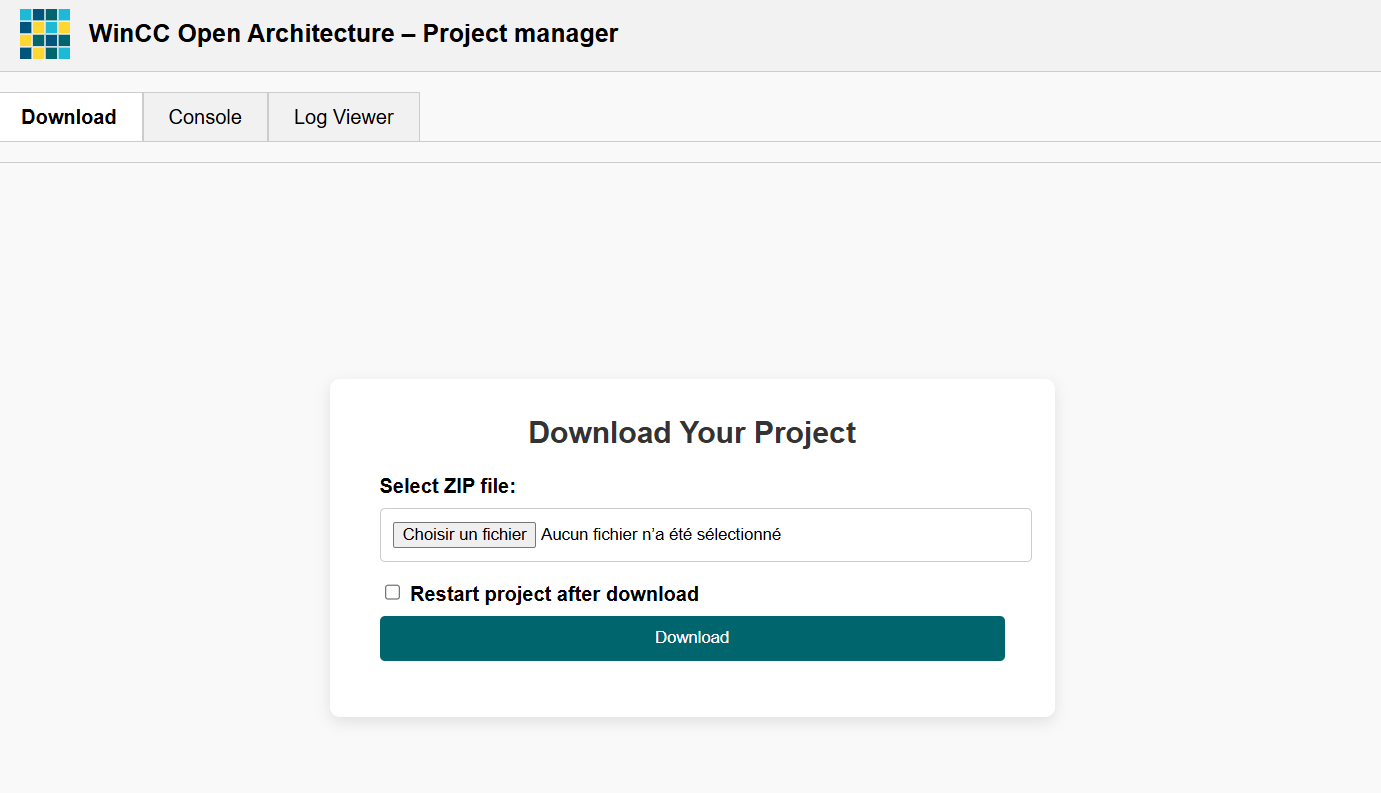 WinCC Open Architecture – Project manager
Download Console Log Viewer
Download Your Project
Select ZIP file:
Choisir un fichier Aucun fichier n’a été sélectionné
Restart project after download
Download